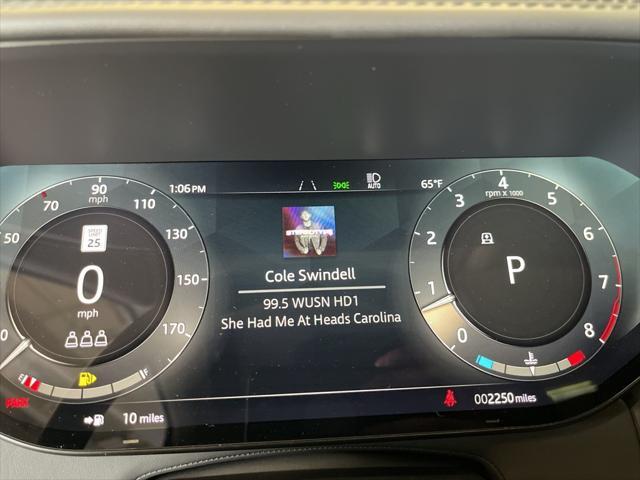 1:06 PM
AUTO
65°F
50
70
90
mph
110
130
150
170
SPEED
LIMIT
25
0
mph
E
F
PARK
10 miles
STEREOTYPE
Cole Swindell
99.5 WUSN HD1
She Had Me At Heads Carolina
0
1
2
3
4
5
6
7
8
rpm x 1000
P
002250 miles